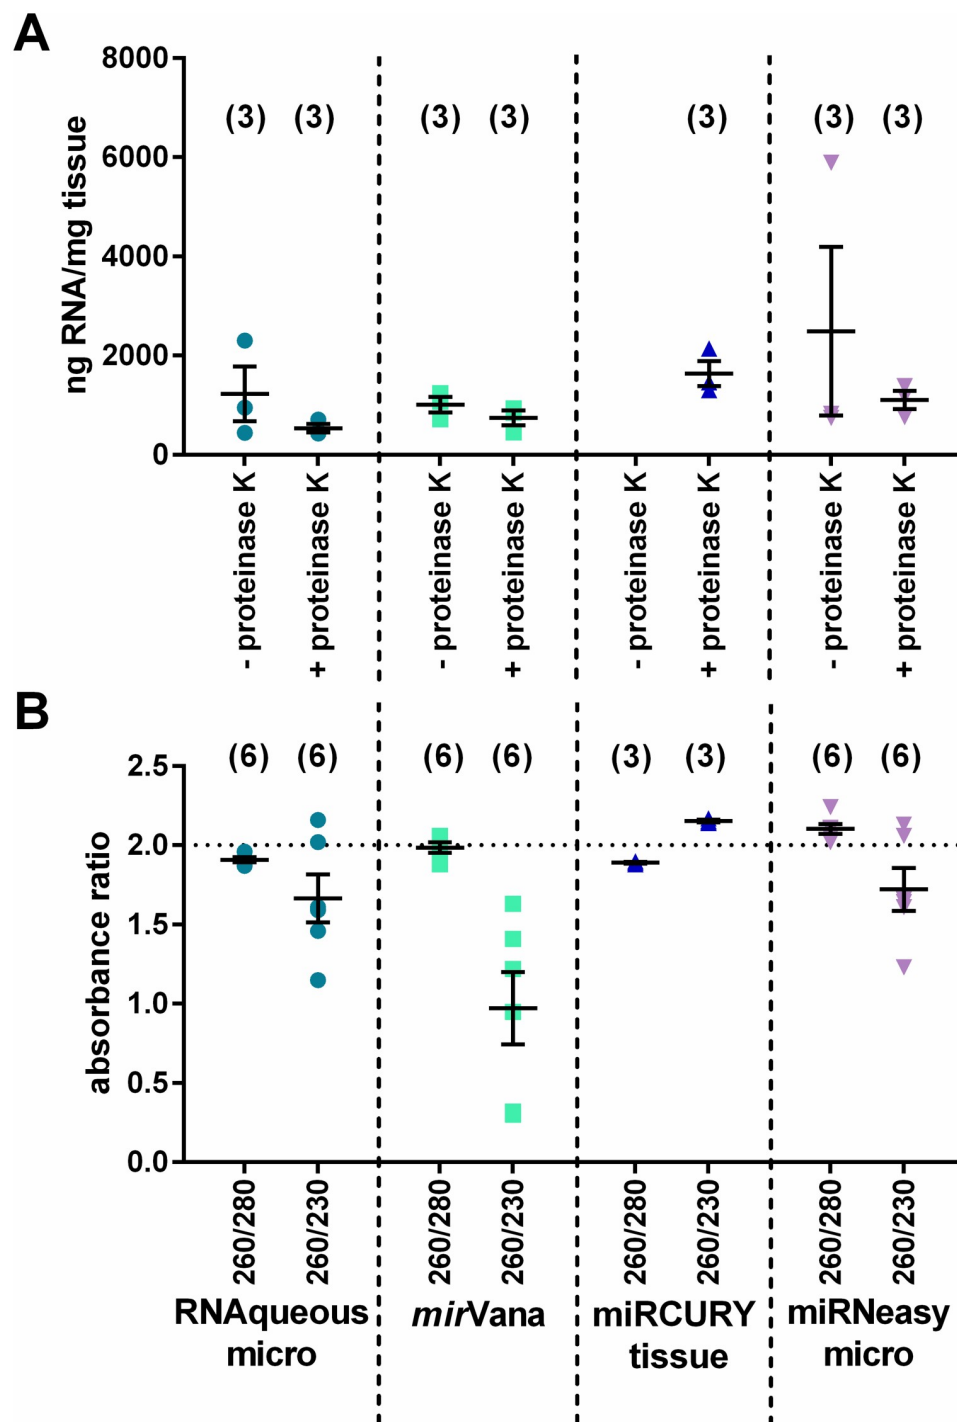 A
ng RNA/mg tissue
8000
6000
4000
2000
0
(3) (3) (3) (3) (3) (3) (3)
- proteinase K
+ proteinase K
- proteinase K
+ proteinase K
- proteinase K
+ proteinase K
- proteinase K
+ proteinase K
B
absorbance ratio
(6) (6) (6) (6) (3) (3) (6) (6)
2.5
2.0
1.5
1.0
0.5
0.0
260/280
260/230
260/280
260/230
260/280
260/230
260/280
260/230
RNAqueous
micro
mirVana
miRCURY
tissue
miRNeasy
micro